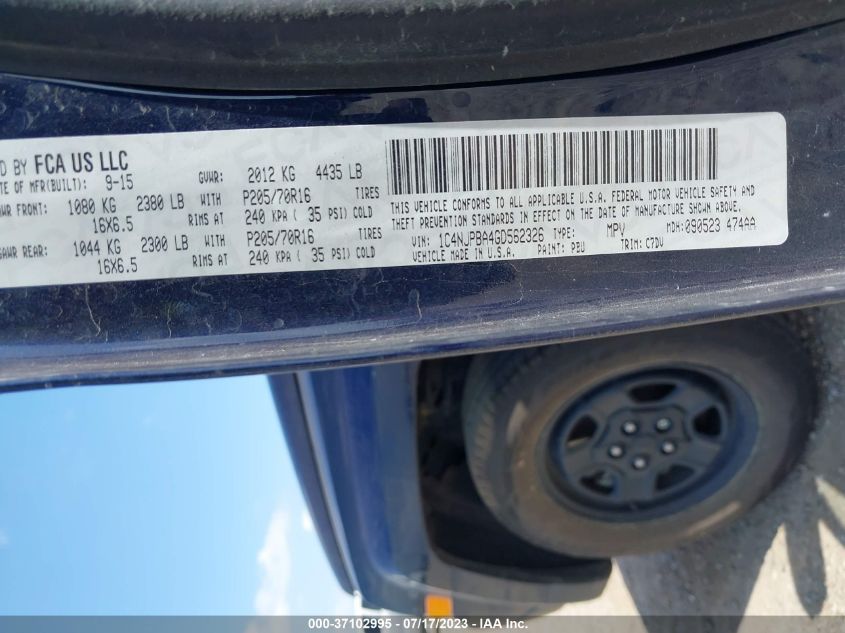 D BY FCA US LLC
TE OF MFR(BUILT): 9-15 GVWR: 2012 KG 4435 LB
WR FRONT: 1080 KG 2380 LB WITH P205/70R16 TIRES
16X6.5 RIMS AT 240 KPA ( 35 PSI) COLD
GAWR REAR: 1044 KG 2300 LB WITH P205/70R16 TIRES
16X6.5 RIMS AT 240 KPA ( 35 PSI) COLD
THIS VEHICLE CONFORMS TO ALL APPLICABLE U.S.A. FEDERAL MOTOR VEHICLE SAFETY AND
THEFT PREVENTION STANDARDS IN EFFECT ON THE DATE OF MANUFACTURE SHOWN ABOVE.
VIN: 1C4NJPBA4GD562326 TYPE: MPV MDH: 090523 474AA
MADE IN U.S.A. PAINT: PBU TRIM: C7DV
000-37102995 - 07/17/2023 - IAA, Inc.